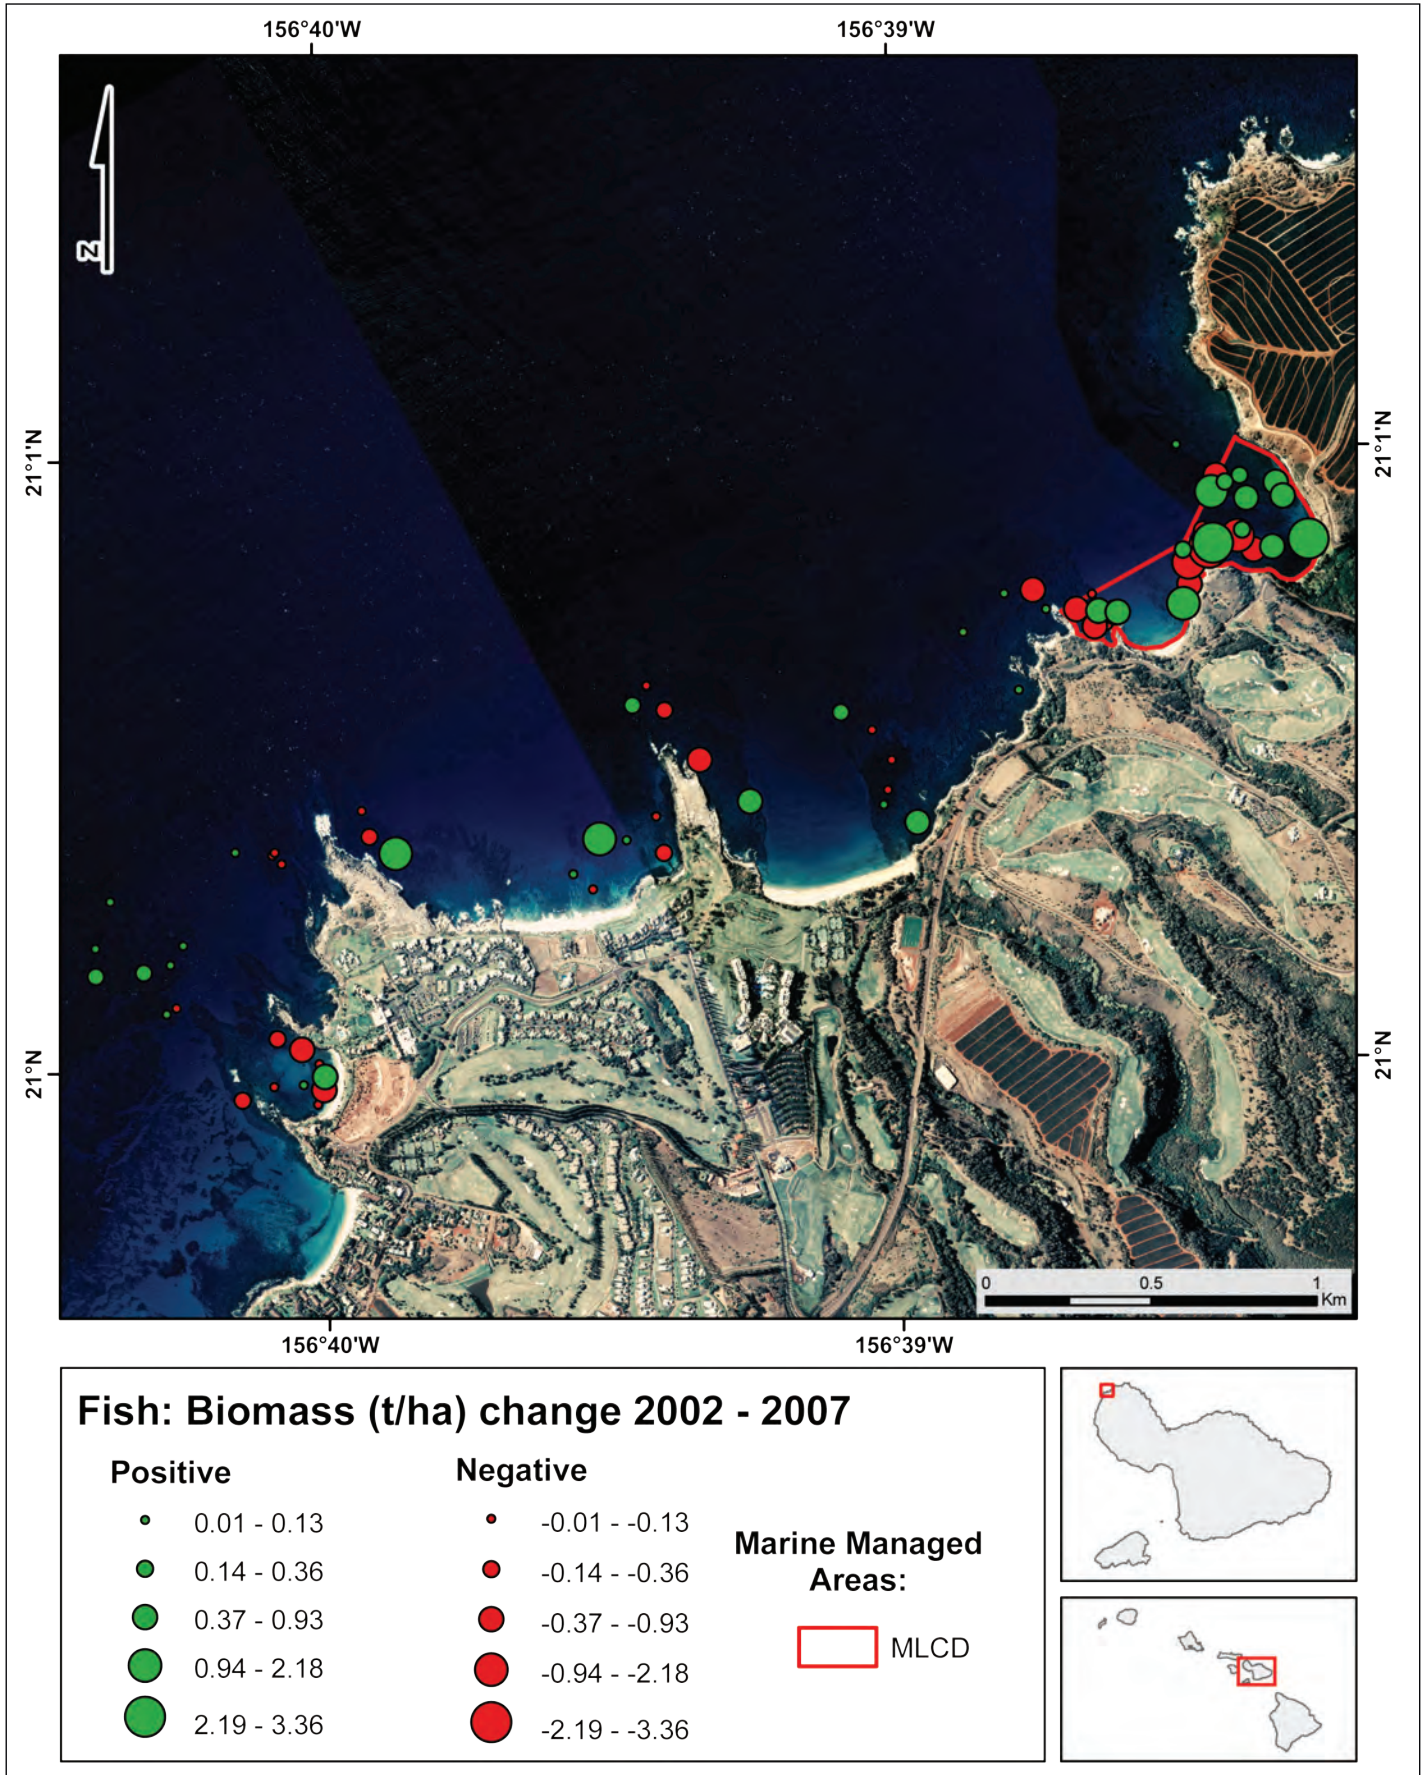 156°40'W 156°39'W
N
21°1'N 21°1'N
21°N 21°N
0 0.5 1
Km
156°40'W 156°39'W
Fish: Biomass (t/ha) change 2002 - 2007
Positive Negative
0.01 - 0.13 -0.01 - -0.13
0.14 - 0.36 -0.14 - -0.36
0.37 - 0.93 -0.37 - -0.93
0.94 - 2.18 -0.94 - -2.18
2.19 - 3.36 -2.19 - -3.36
Marine Managed
Areas:
MLCD